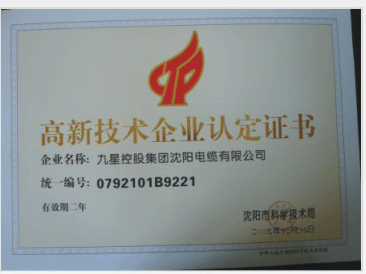 高新技术企业认定证书
企业名称: 九星控股集团沈阳电缆有限公司
统一编号: 0792101B9221
有效期二年
沈阳市科学技术局